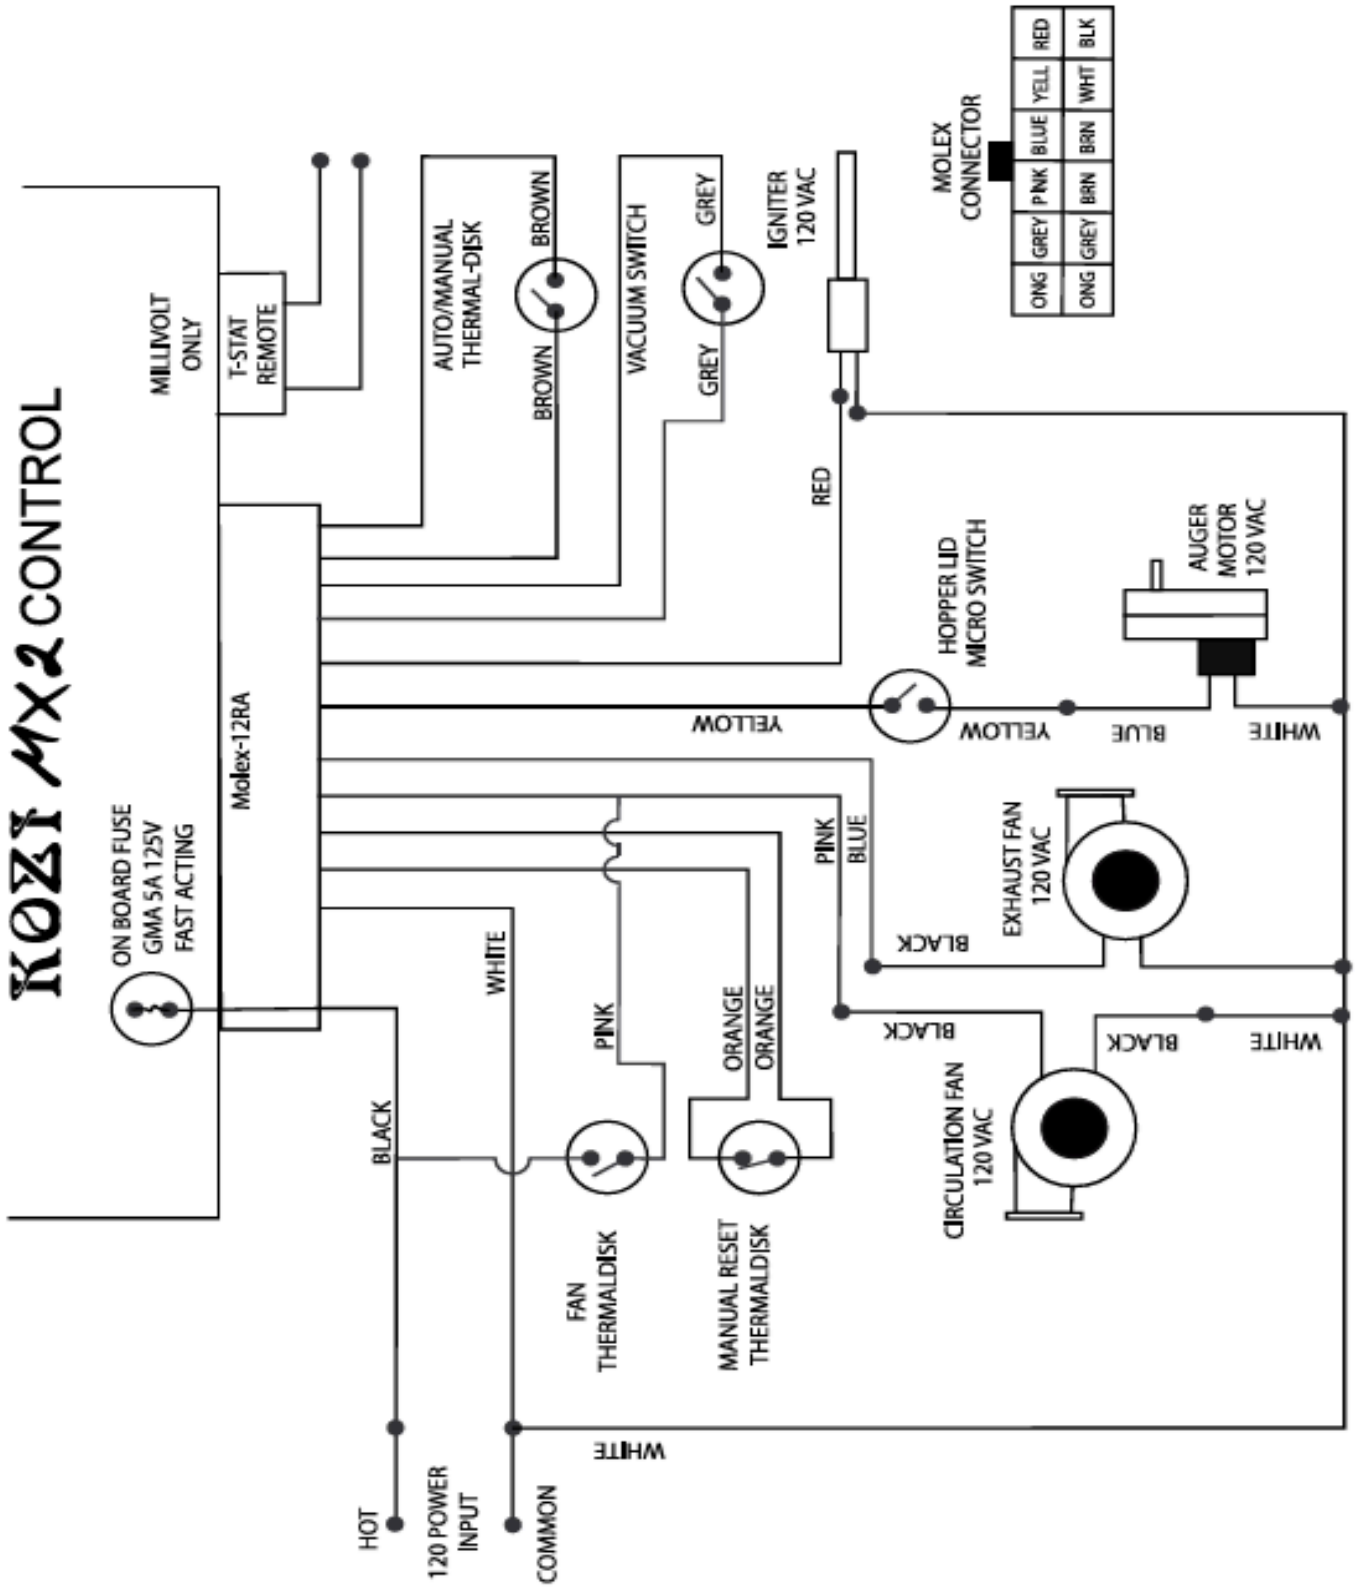 KOZI MX2 CONTROL
ON BOARD FUSE
GMA 5A 125V
FAST ACTING
MILLIVOLT
ONLY
Molex-12RA
T-STAT
REMOTE
HOT
120 POWER
INPUT
COMMON
BLACK
WHITE
WHITE
AUTO/MANUAL
THERMAL-DISK
BROWN
BROWN
VACUUM SWITCH
GREY
GREY
IGNITER
120 VAC
RED
FAN
THERMALDISK
PINK
MANUAL RESET
THERMALDISK
ORANGE
ORANGE
YELLOW
HOPPER LID
MICRO SWITCH
YELLOW
BLUE
WHITE
AUGER
MOTOR
120 VAC
PINK
BLUE
BLACK
EXHAUST FAN
120 VAC
BLACK
CIRCULATION FAN
120 VAC
BLACK
WHITE
MOLEX
CONNECTOR
ONG GREY PINK BLUE YELL RED
ONG GREY BRN BRN WHT BLK